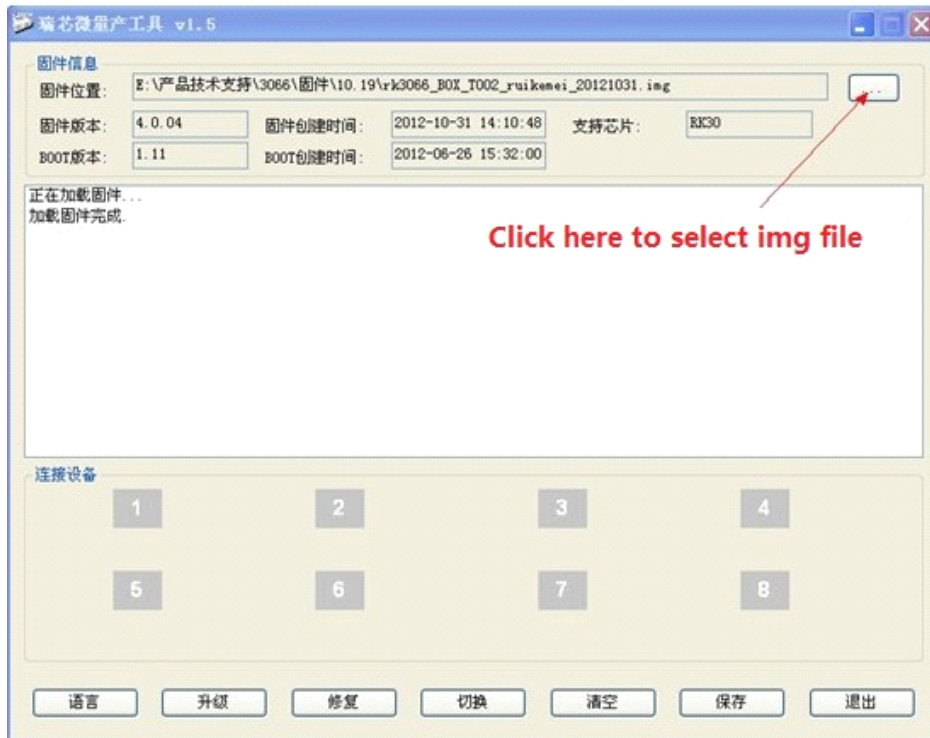 瑞芯微量产工具 v1.5
固件信息
固件位置: E:\产品技术支持\3066\固件\10.19\rk3066_BOX_T002_ruikemei_20121031.img ...
固件版本: 4.0.04 固件创建时间: 2012-10-31 14:10:48 支持芯片: RK30
BOOT版本: 1.11 BOOT创建时间: 2012-06-26 15:32:00
正在加载固件...
加载固件完成.
Click here to select img file
连接设备
1 2 3 4
5 6 7 8
语言 升级 修复 切换 清空 保存 退出